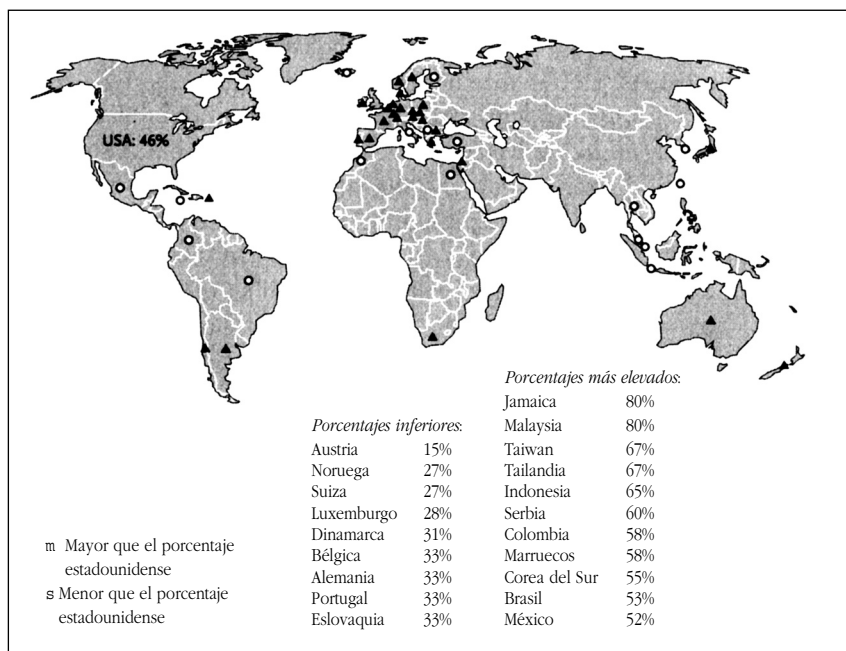 USA: 46%
Porcentajes inferiores:
Austria 15%
Noruega 27%
Suiza 27%
Luxemburgo 28%
Dinamarca 31%
Bélgica 33%
Alemania 33%
Portugal 33%
Eslovaquia 33%
Porcentajes más elevados:
Jamaica 80%
Malaysia 80%
Taiwan 67%
Tailandia 67%
Indonesia 65%
Serbia 60%
Colombia 58%
Marruecos 58%
Corea del Sur 55%
Brasil 53%
México 52%
m Mayor que el porcentaje
estadounidense
s Menor que el porcentaje
estadounidense